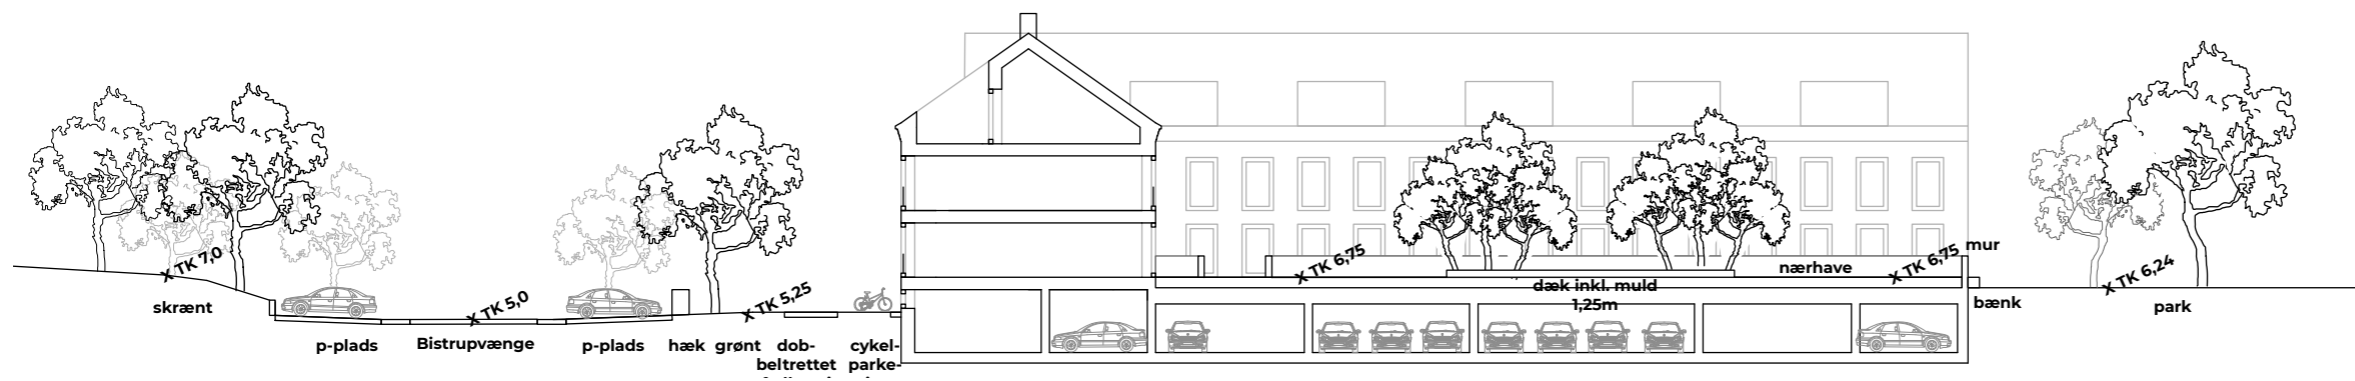 X TK 7,0
skrænt
p-plads
X TK 5,0
Bistrupvænge
p-plads
hæk
grønt
X TK 5,25
dob-
beltrettet
cykel-
parke-
X TK 6,75
dæk inkl. muld
1,25m
nærhave
X TK 6,75
mur
bænk
X TK 6,24
park